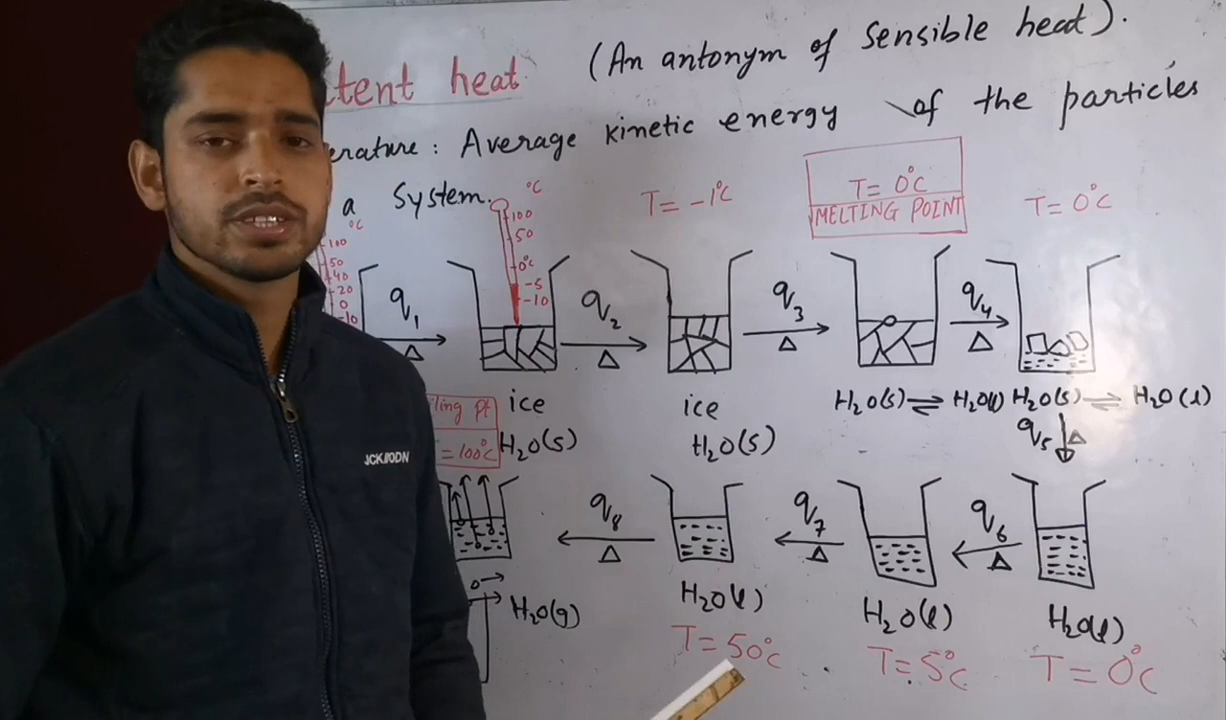 tent heat (An antonym of sensible heat).
erature: Average kinetic energy of the particles
a System.
°C
100
50
40
20
0
-10
°C
100
50
0°C
-5
-10
T = -1°C
T = 0°C
MELTING POINT
T = 0°C
q1
Δ
q2
Δ
q3
Δ
q4
Δ
ice
H₂O(s)
ice
H₂O(s)
H₂O(s) ⇌ H₂O(l)
H₂O(s) ⇌ H₂O(l)
q5 Δ
ling pt
= 100°C
JCK//ODN
q8
Δ
q7
Δ
q6
Δ
H₂O(g)
H₂O(l)
T = 50°C
H₂O(l)
T = 5°C
H₂O(l)
T = 0°C